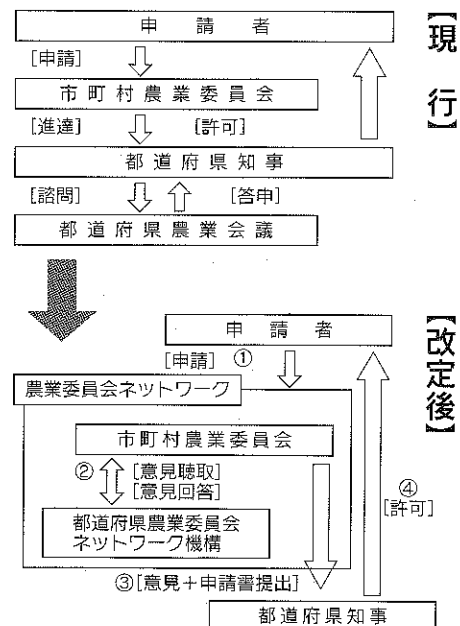 【現行】
申請者
[申請]
市町村農業委員会
[進達] [許可]
都道府県知事
[諮問] [答申]
都道府県農業会議
【改定後】
申請者
[申請] ①
農業委員会ネットワーク
市町村農業委員会
② [意見聴取]
[意見回答]
都道府県農業委員会
ネットワーク機構
④
[許可]
③[意見+申請書提出]
都道府県知事